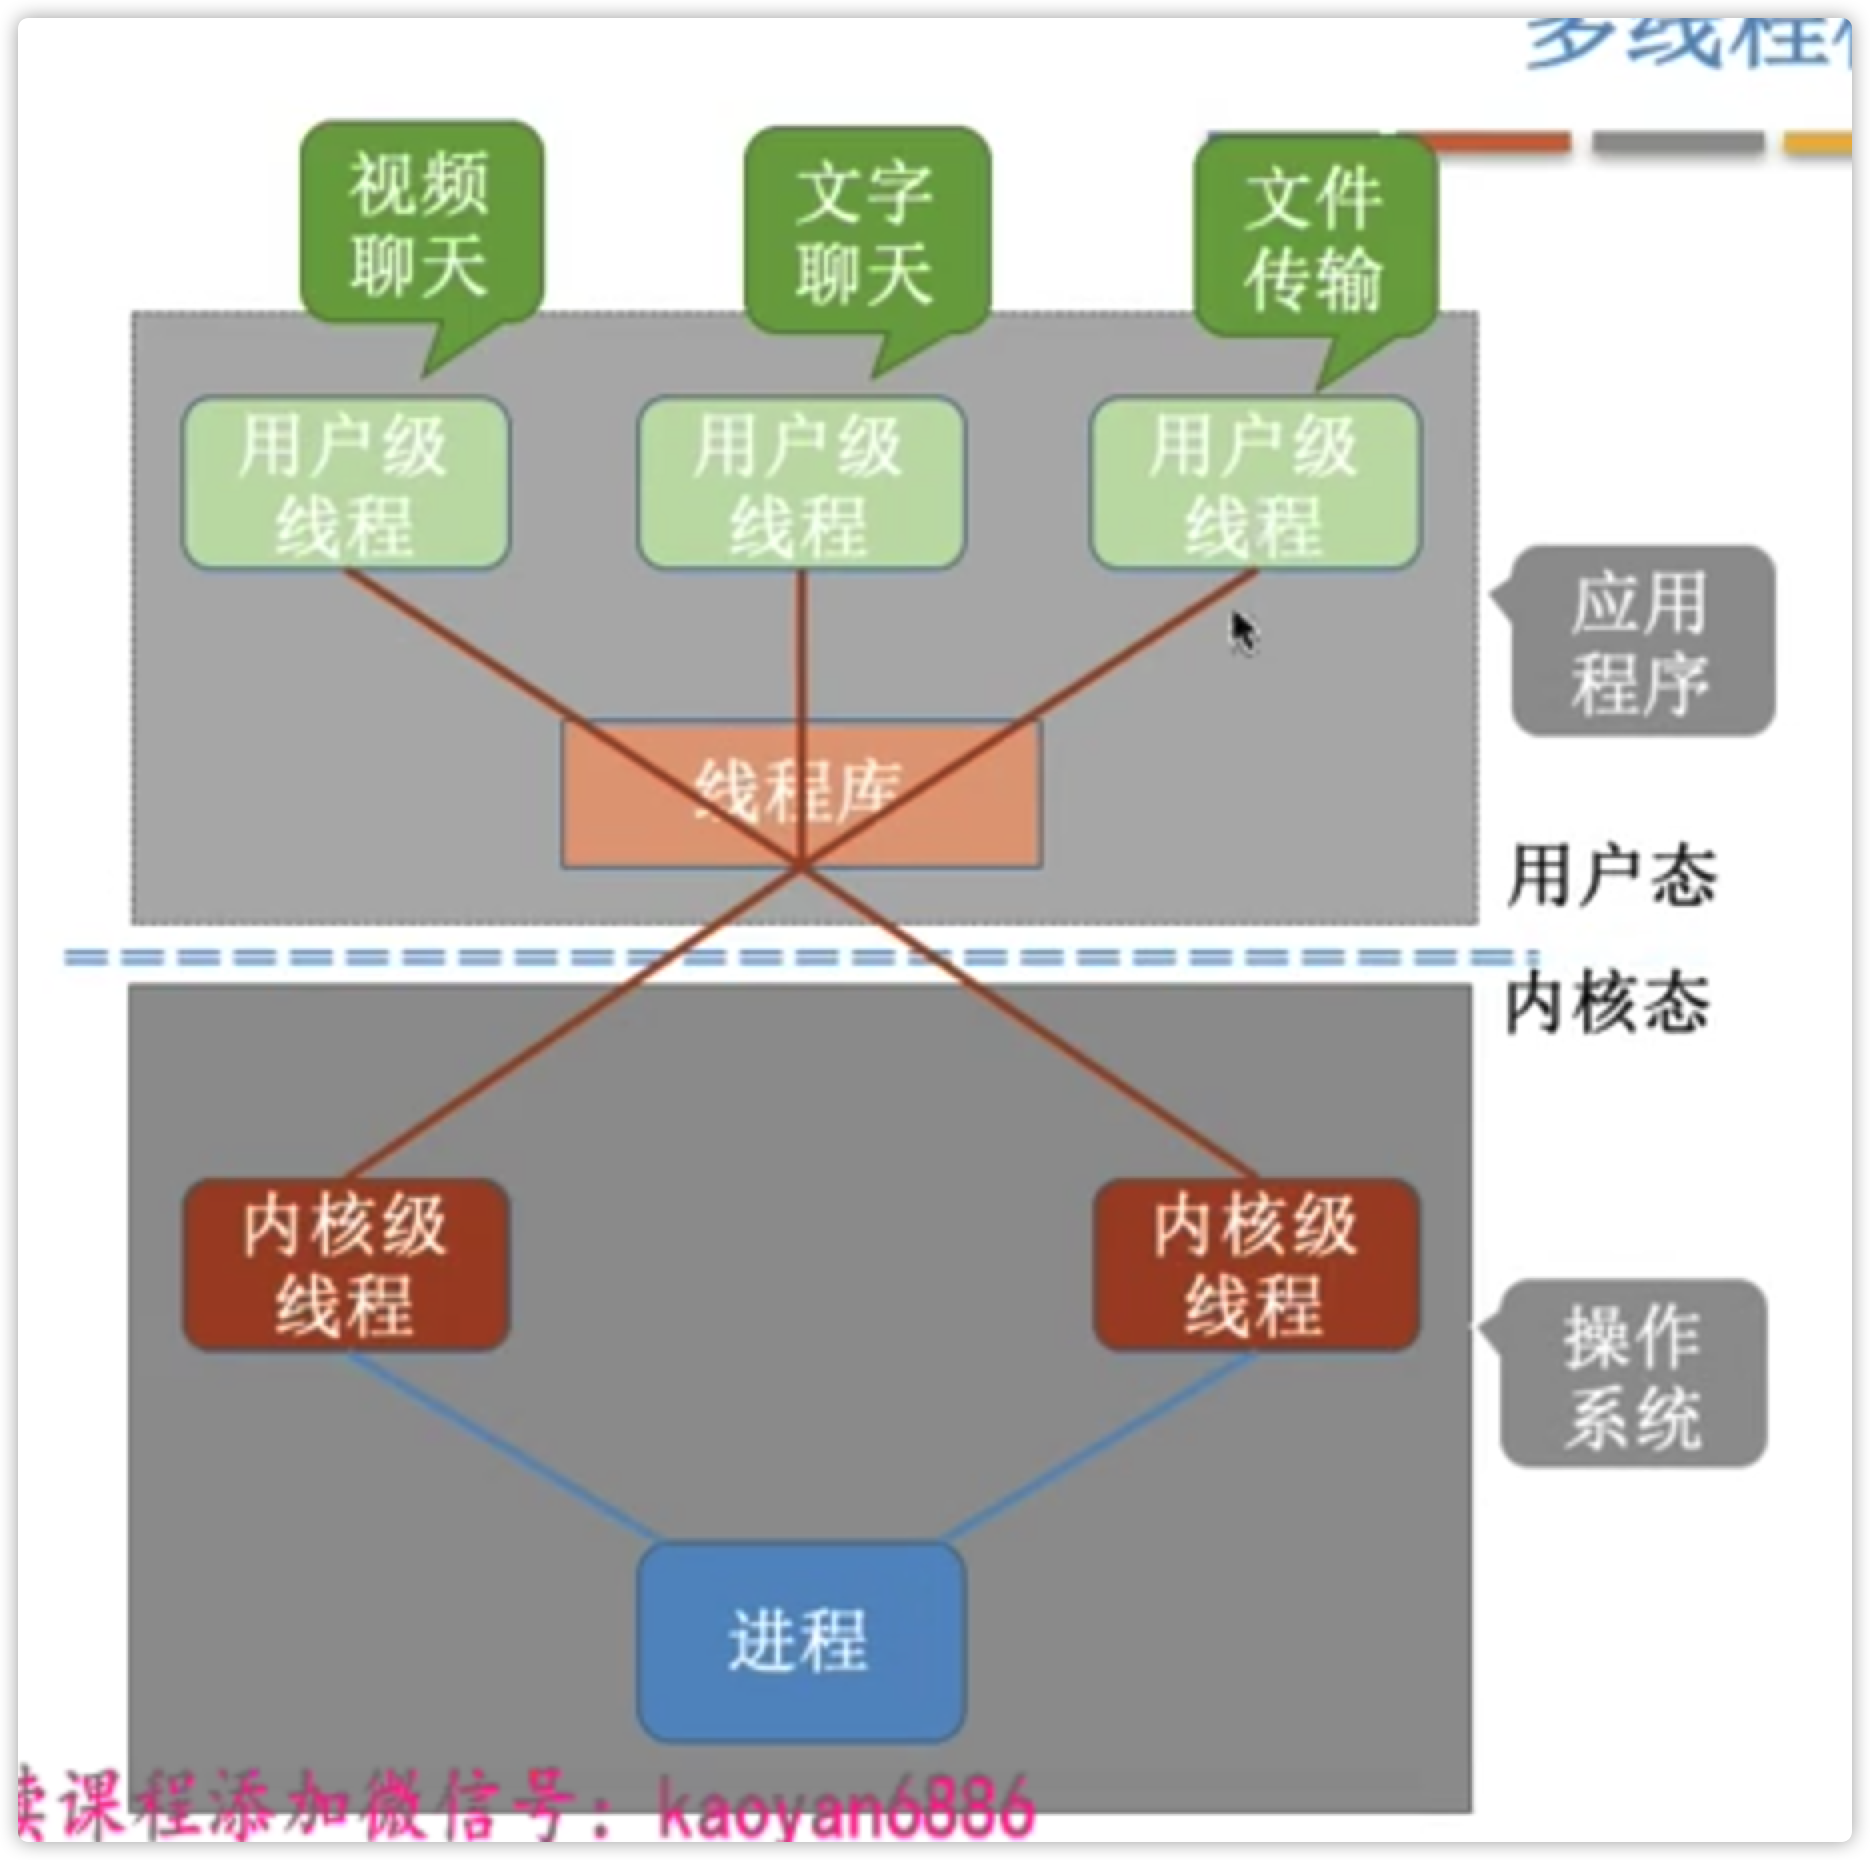 多线程
视频
聊天
文字
聊天
文件
传输
用户级
线程
用户级
线程
用户级
线程
应用
程序
线程库
用户态
内核态
内核级
线程
内核级
线程
操作
系统
进程
课程添加微信号：kaoyan6886